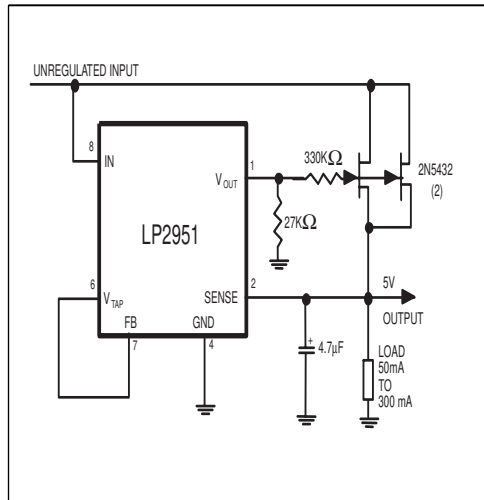 UNREGULATED INPUT
8
IN
1
V OUT
330KΩ
2N5432
(2)
27KΩ
LP2951
6
V TAP
2
SENSE
5V
OUTPUT
FB
GND
7
4
+
4.7µF
LOAD
50mA
TO
300 mA